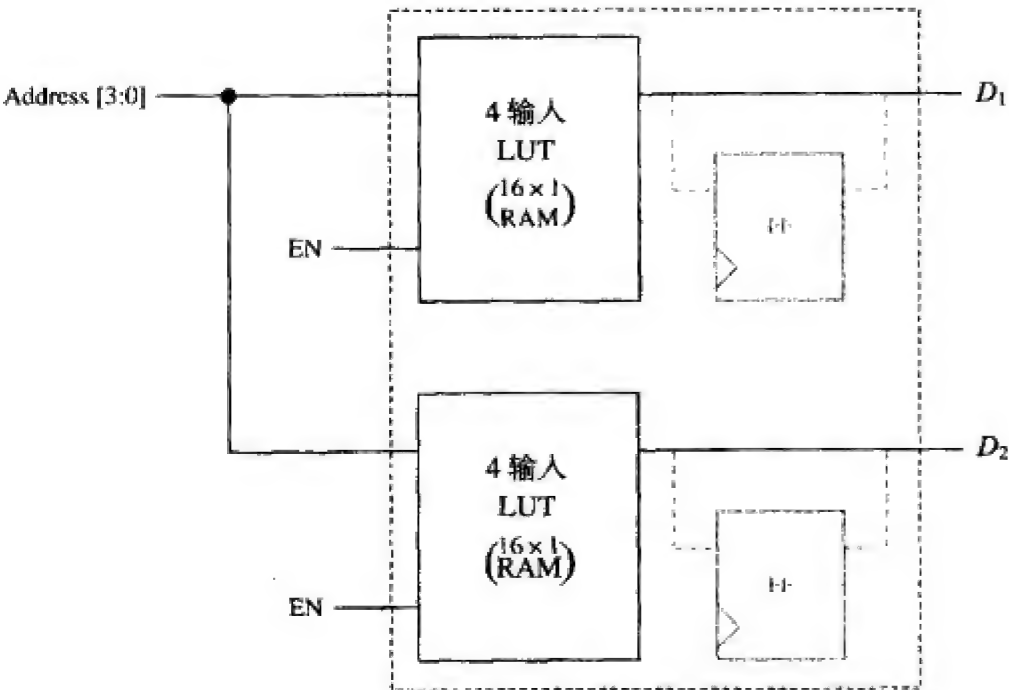 Address [3:0]
4 输入
LUT
(16 × 1
RAM)
D₁
FF
EN
4 输入
LUT
(16 × 1
RAM)
D₂
FF
EN